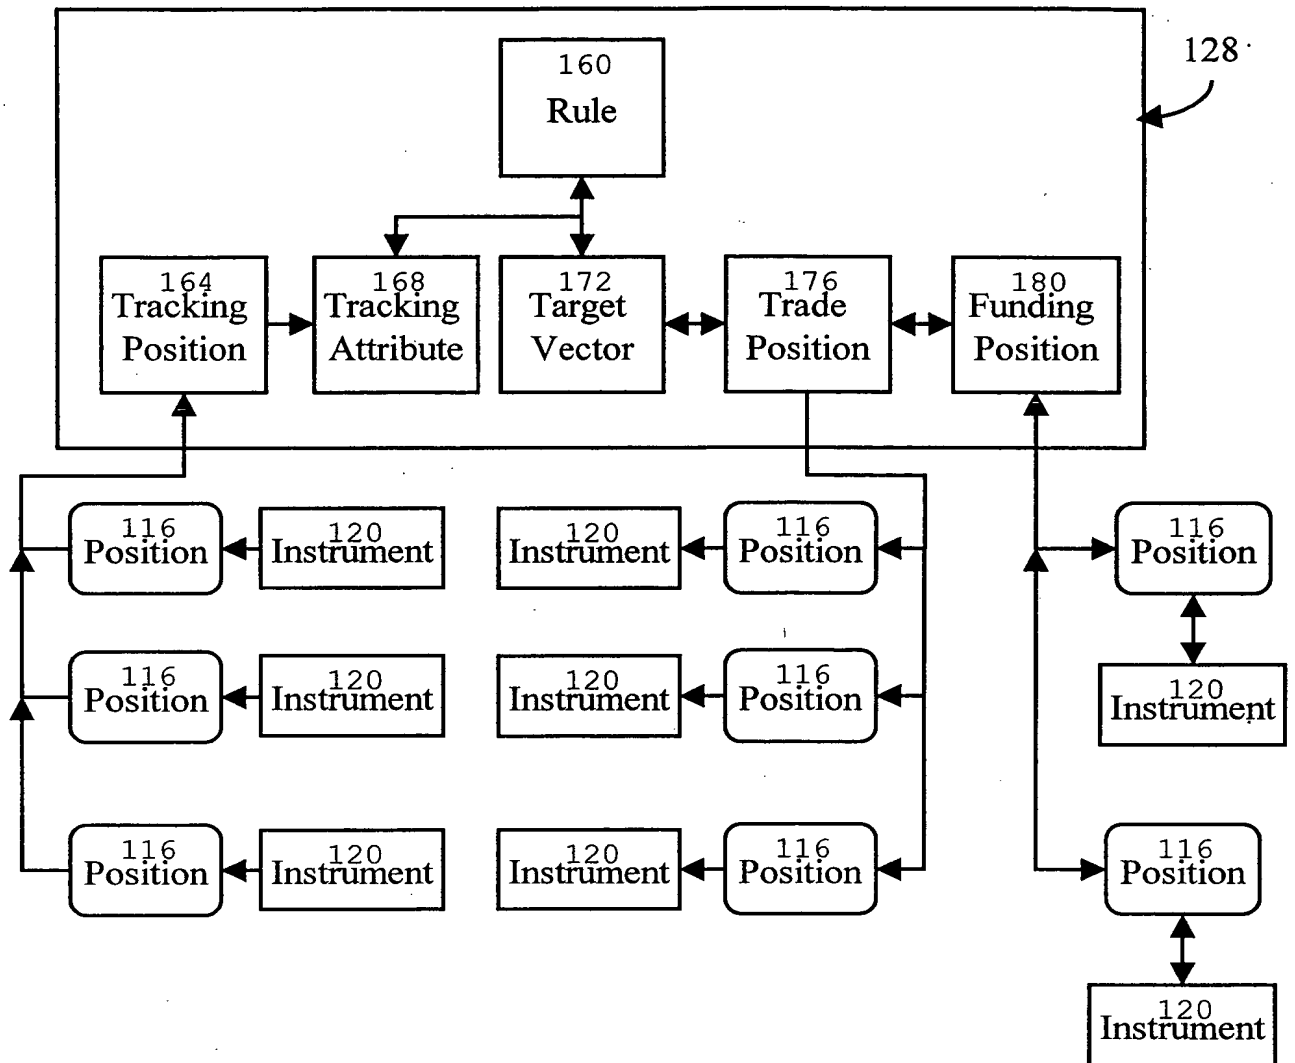 128
160
Rule
164
Tracking
Position
168
Tracking
Attribute
172
Target
Vector
176
Trade
Position
180
Funding
Position
116
Position
120
Instrument
120
Instrument
116
Position
116
Position
120
Instrument
116
Position
120
Instrument
120
Instrument
116
Position
120
Instrument
116
Position
120
Instrument
120
Instrument
116
Position
116
Position
120
Instrument